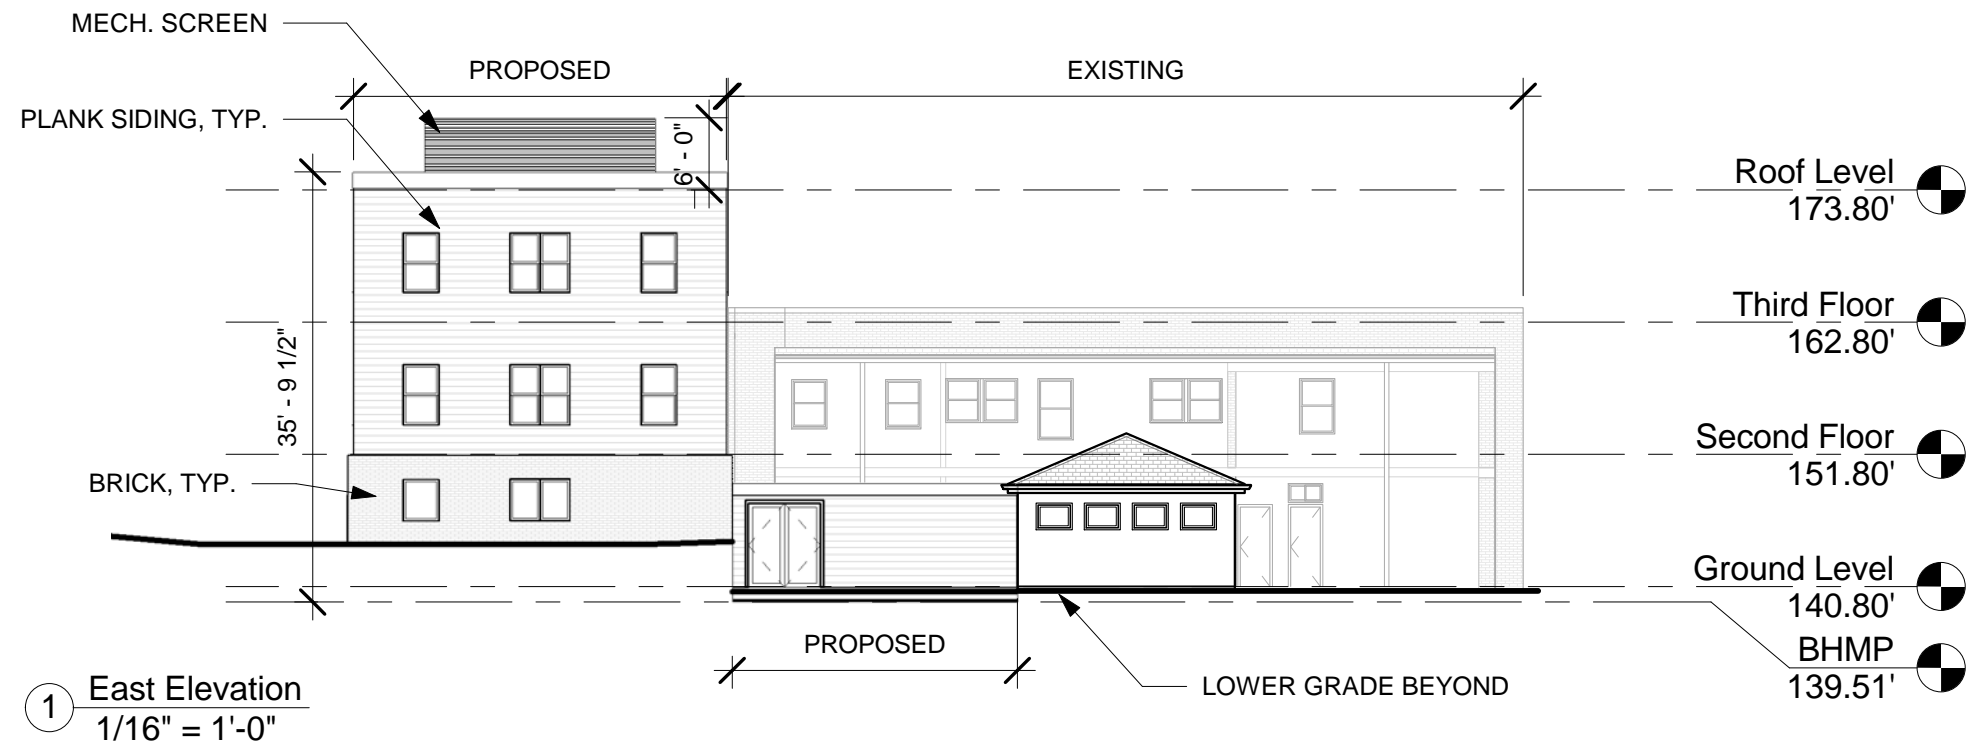 MECH. SCREEN
PROPOSED
EXISTING
PLANK SIDING, TYP.
6' - 0"
Roof Level
173.80'
Third Floor
162.80'
35' - 9 1/2"
Second Floor
151.80'
BRICK, TYP.
Ground Level
140.80'
PROPOSED
BHMP
139.51'
LOWER GRADE BEYOND
1
East Elevation
1/16" = 1'-0"